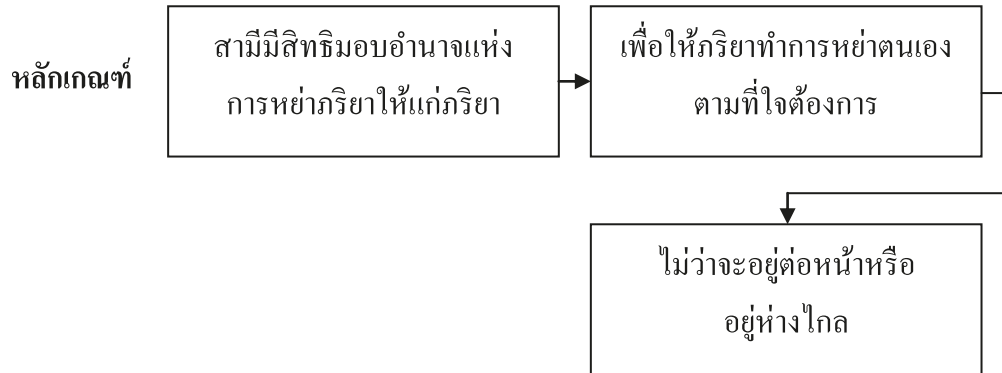 หลักเกณฑ์
สามีมีสิทธิมอบอำนาจแห่ง
การหย่าภริยาให้แก่ภริยา
เพื่อให้ภริยาทำการหย่าตนเอง
ตามที่ใจต้องการ
ไม่ว่าจะอยู่ต่อหน้าหรือ
อยู่ห่างไกล